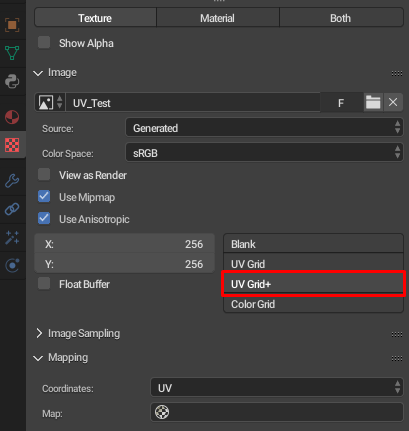 Texture Material Both
Show Alpha
Image
UV_Test F
Source: Generated
Color Space: sRGB
View as Render
Use Mipmap
Use Anisotropic
X: 256 Blank
Y: 256 UV Grid
UV Grid+
Float Buffer
Color Grid
Image Sampling
Mapping
Coordinates: UV
Map: